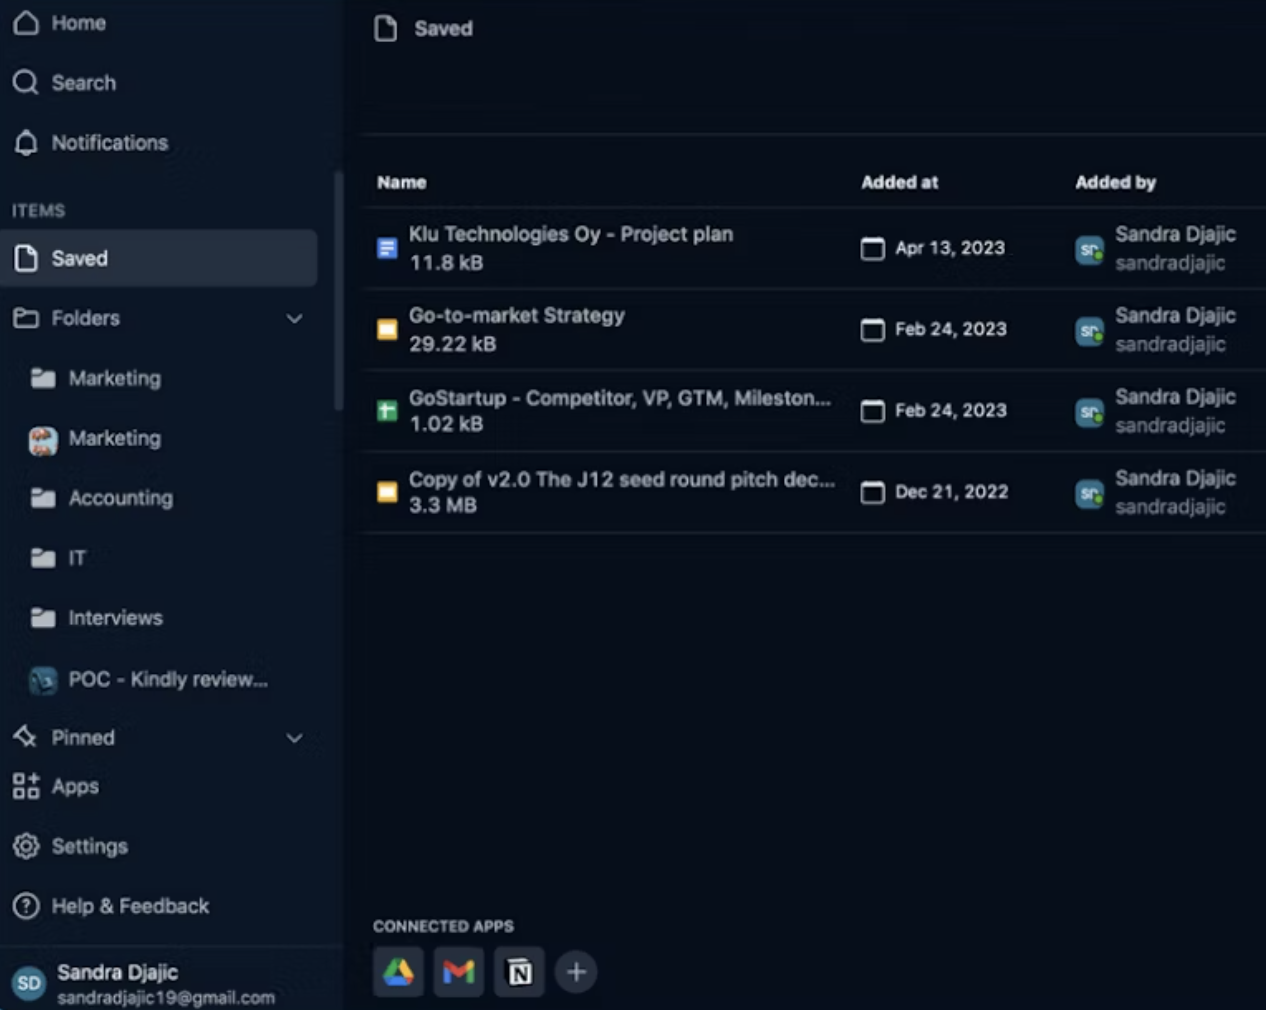 Home
Search
Notifications
ITEMS
Saved
Folders
Marketing
Marketing
Accounting
IT
Interviews
POC - Kindly review...
Pinned
Apps
Settings
Help & Feedback
SD
Sandra Djajic
sandradjajic19@gmail.com
Saved
Name Added at Added by
Klu Technologies Oy - Project plan
11.8 kB
Apr 13, 2023
SD
Sandra Djajic
sandradjajic
Go-to-market Strategy
29.22 kB
Feb 24, 2023
SD
Sandra Djajic
sandradjajic
GoStartup - Competitor, VP, GTM, Mileston...
1.02 kB
Feb 24, 2023
SD
Sandra Djajic
sandradjajic
Copy of v2.0 The J12 seed round pitch dec...
3.3 MB
Dec 21, 2022
SD
Sandra Djajic
sandradjajic
CONNECTED APPS
N